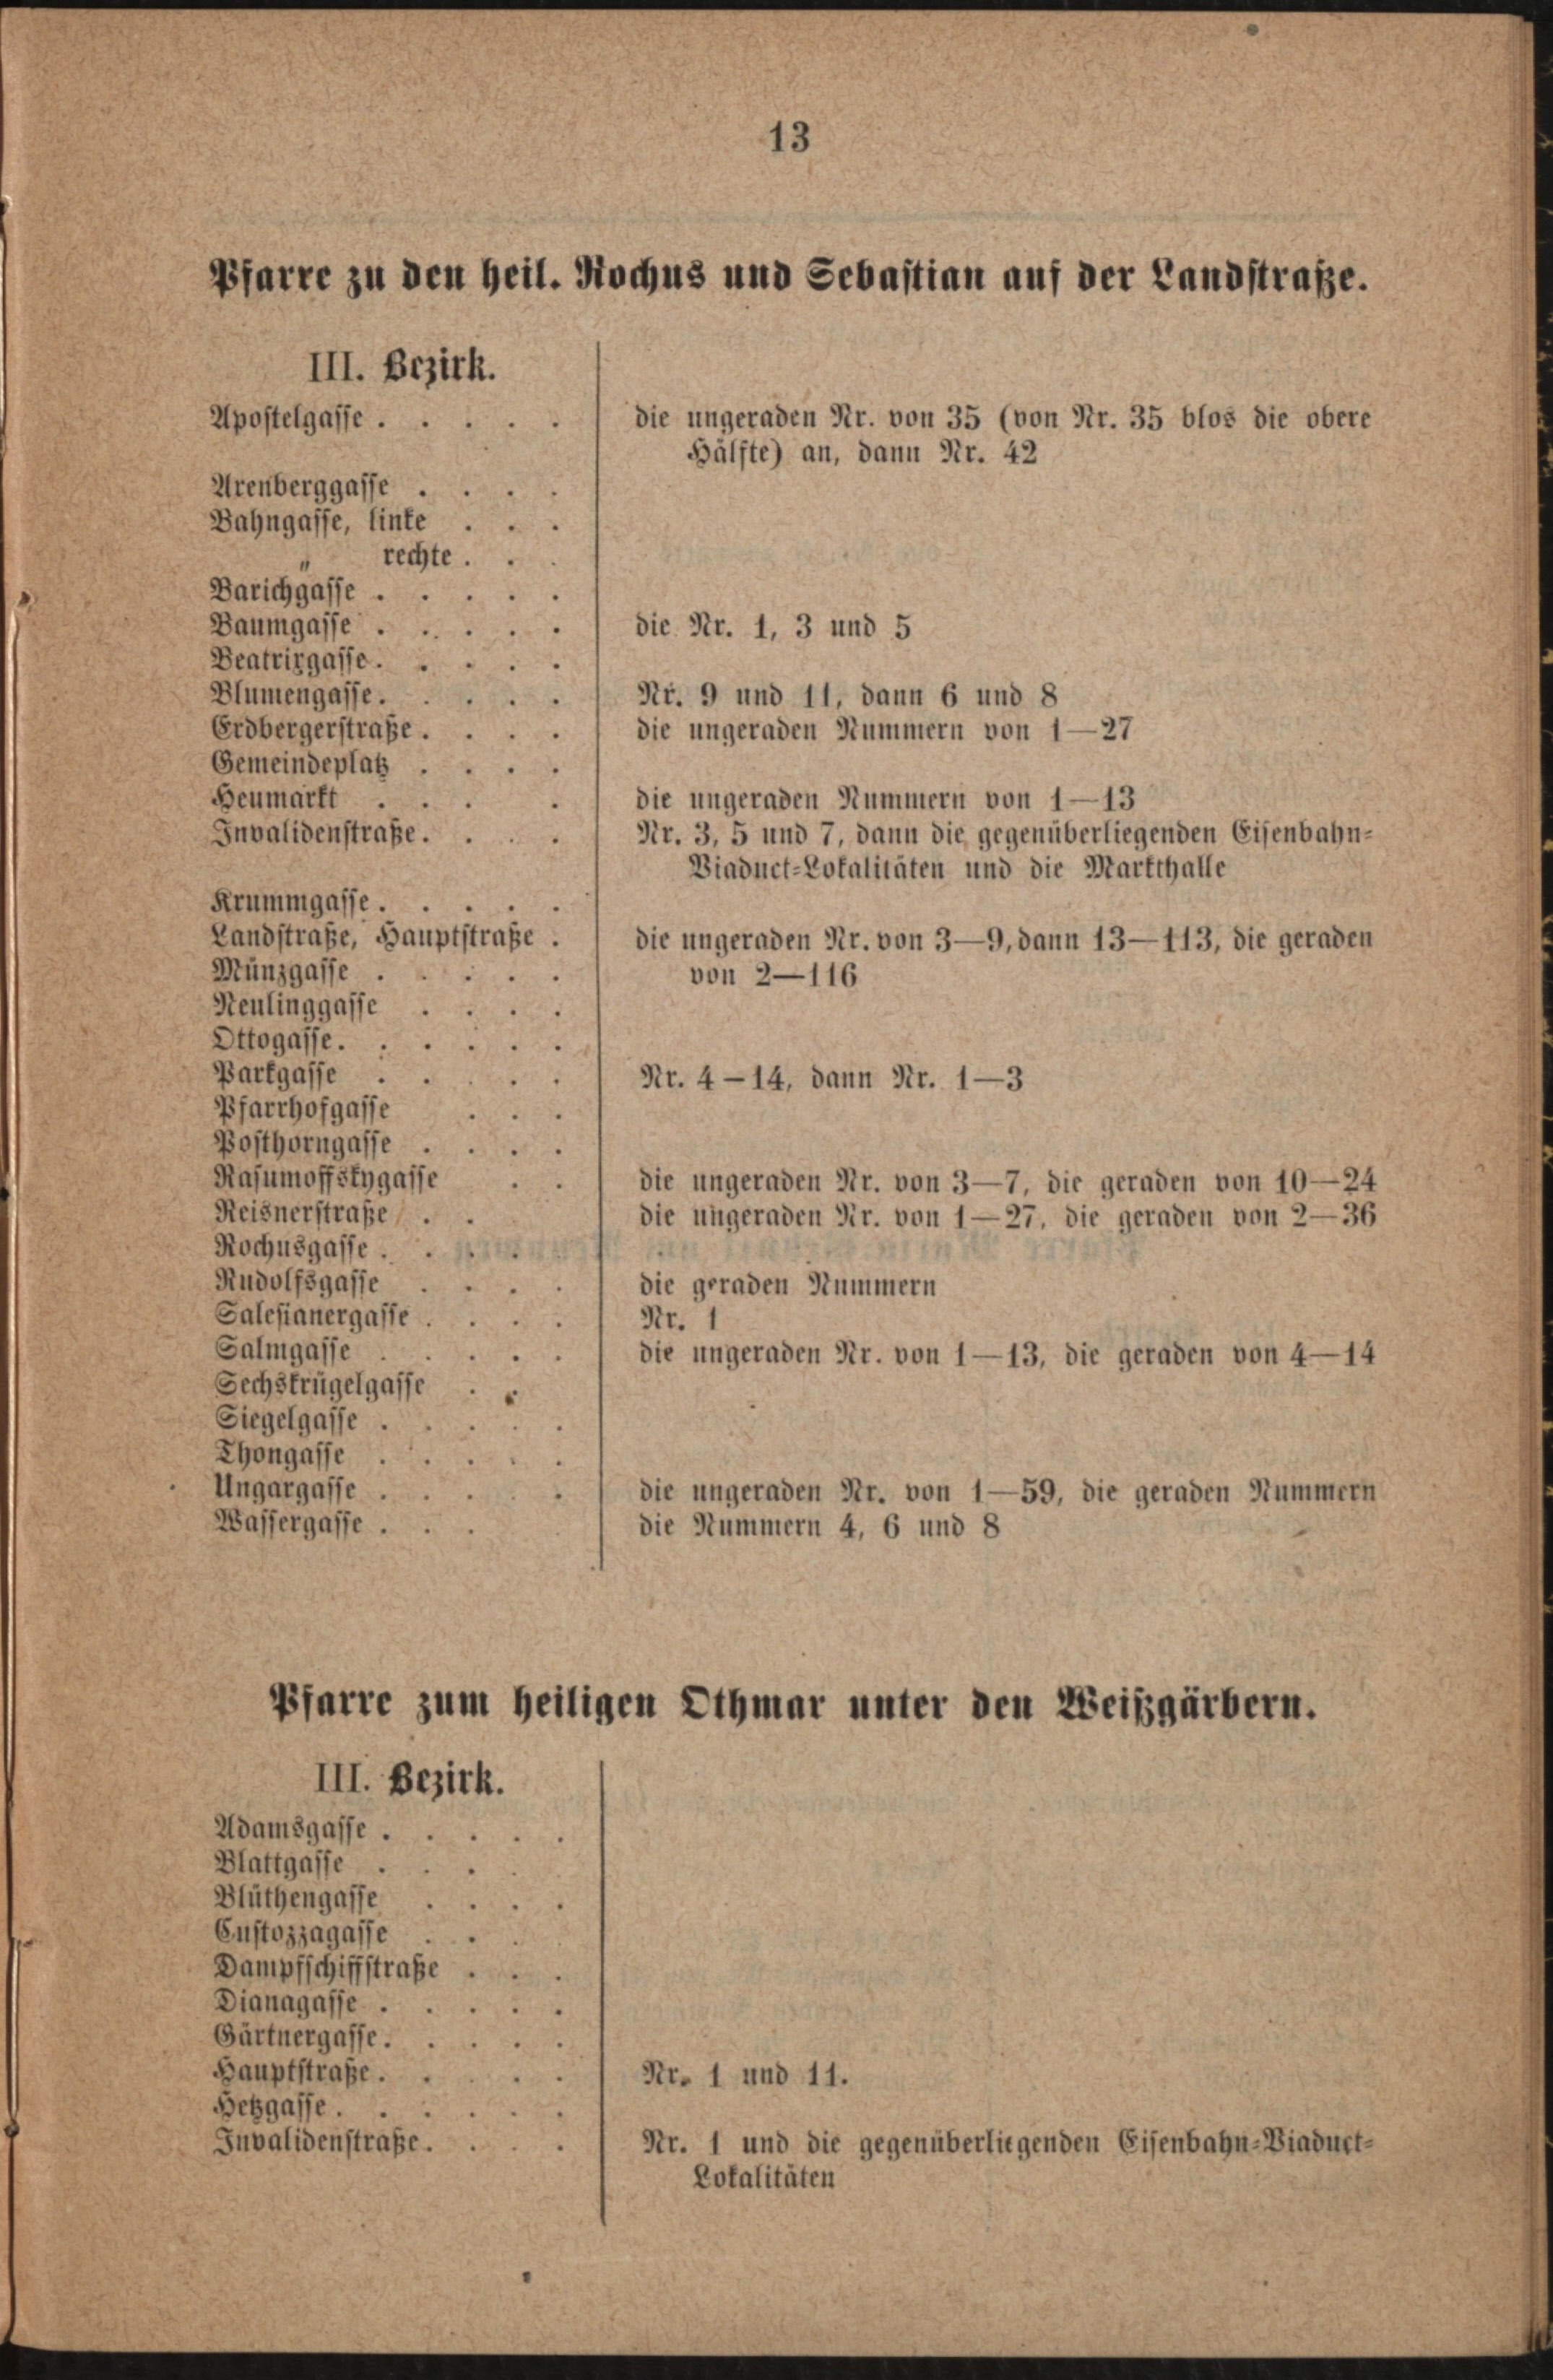 13
Pfarre zu den heil. Rochus und Sebastian auf der Landstraße.
III. Bezirk.
Apostelgasse . . . . . die ungeraden Nr. von 35 (von Nr. 35 blos die obere
Hälfte) an, dann Nr. 42
Arenberggasse . . . .
Bahngasse, linke . . .
„ rechte . . .
Barichgasse . . . . .
Baumgasse . . . . . die Nr. 1, 3 und 5
Beatrixgasse . . . . .
Blumengasse . . . . . Nr. 9 und 11, dann 6 und 8
Erdbergerstraße . . . . die ungeraden Nummern von 1—27
Gemeindeplatz . . . .
Heumarkt . . . . die ungeraden Nummern von 1—13
Invalidenstraße . . . . Nr. 3, 5 und 7, dann die gegenüberliegenden Eisenbahn-
Viaduct-Lokalitäten und die Markthalle
Krummgasse . . . . .
Landstraße, Hauptstraße . die ungeraden Nr. von 3—9, dann 13—113, die geraden
Münzgasse . . . . . von 2—116
Neulinggasse . . . .
Ottogasse . . . . . .
Parkgasse . . . . . Nr. 4—14, dann Nr. 1—3
Pfarrhofgasse . . .
Posthorngasse . . . .
Rasumoffskygasse . . die ungeraden Nr. von 3—7, die geraden von 10—24
Reisnerstraße . . die ungeraden Nr. von 1—27, die geraden von 2—36
Rochusgasse . . . .
Rudolfsgasse . . . . die geraden Nummern
Salesianergasse . . . . Nr. 1
Salmgasse . . . . . die ungeraden Nr. von 1—13, die geraden von 4—14
Sechskrügelgasse . .
Siegelgasse . . . . .
Thongasse . . . . .
Ungargasse . . . . . die ungeraden Nr. von 1—59, die geraden Nummern
Wassergasse . . . die Nummern 4, 6 und 8
Pfarre zum heiligen Othmar unter den Weißgärbern.
III. Bezirk.
Adamsgasse . . . . .
Blattgasse . . . .
Blüthengasse . . . .
Custozzagasse . . .
Dampfschiffstraße . . .
Dianagasse . . . . .
Gärtnergasse . . . . .
Hauptstraße . . . . . Nr. 1 und 11.
Hetzgasse . . . . . .
Invalidenstraße . . . . Nr. 1 und die gegenüberliegenden Eisenbahn-Viaduct-
Lokalitäten